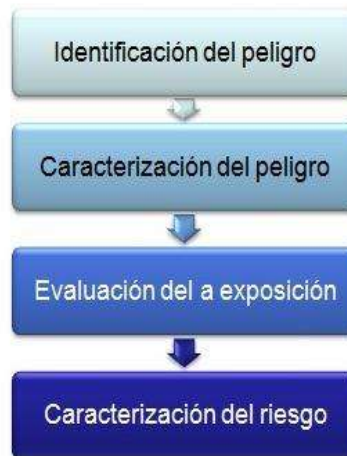 Identificación del peligro
Caracterización del peligro
Evaluación del a exposición
Caracterización del riesgo